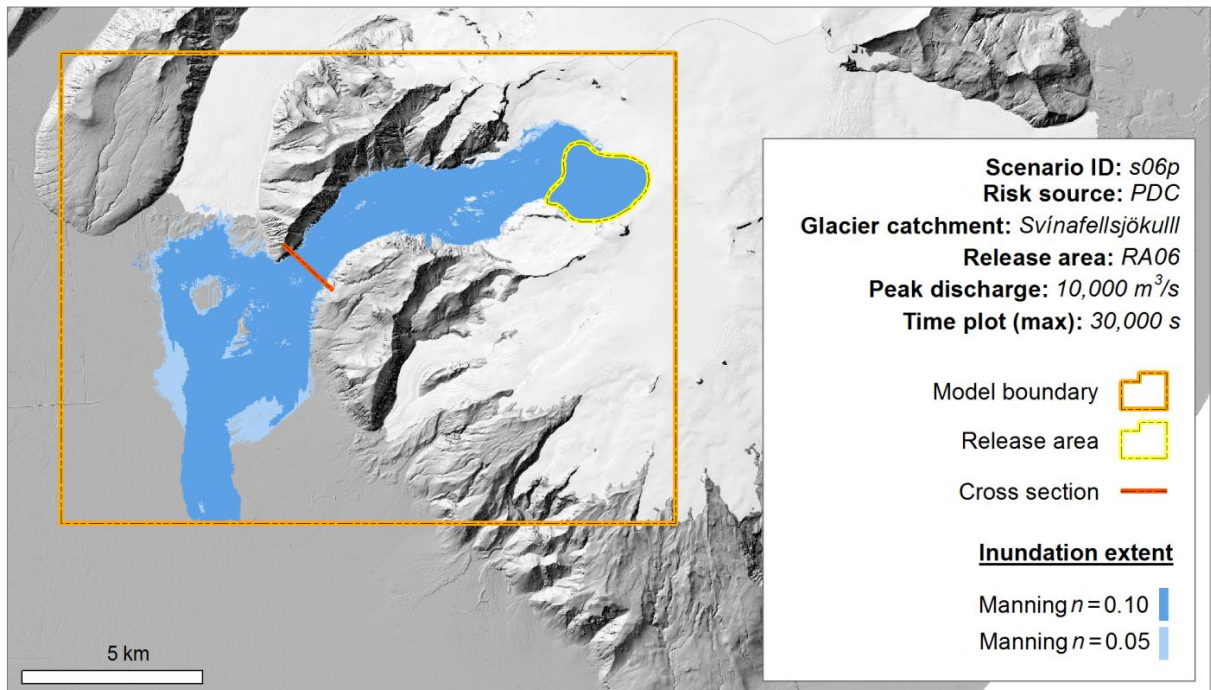 Scenario ID: s06p
Risk source: PDC
Glacier catchment: Svínafellsjökulll
Release area: RA06
Peak discharge: 10,000 m³/s
Time plot (max): 30,000 s
Model boundary
Release area
Cross section
Inundation extent
Manning n = 0.10
Manning n = 0.05
5 km